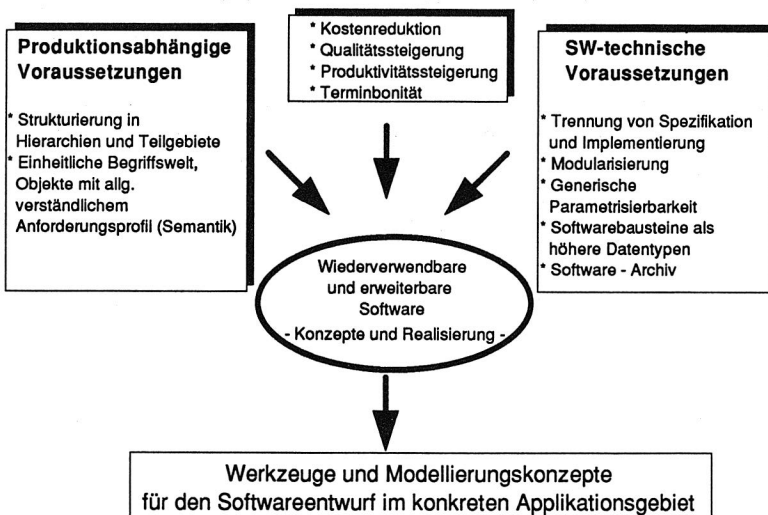 Produktionsabhängige
Voraussetzungen
* Strukturierung in
Hierarchien und Teilgebiete
* Einheitliche Begriffswelt,
Objekte mit allg.
verständlichem
Anforderungsprofil (Semantik)
* Kostenreduktion
* Qualitätssteigerung
* Produktivitätssteigerung
* Terminbonität
SW-technische
Voraussetzungen
* Trennung von Spezifikation
und Implementierung
* Modularisierung
* Generische
Parametrisierbarkeit
* Softwarebausteine als
höhere Datentypen
* Software - Archiv
Wiederverwendbare
und erweiterbare
Software
- Konzepte und Realisierung -
Werkzeuge und Modellierungskonzepte
für den Softwareentwurf im konkreten Applikationsgebiet